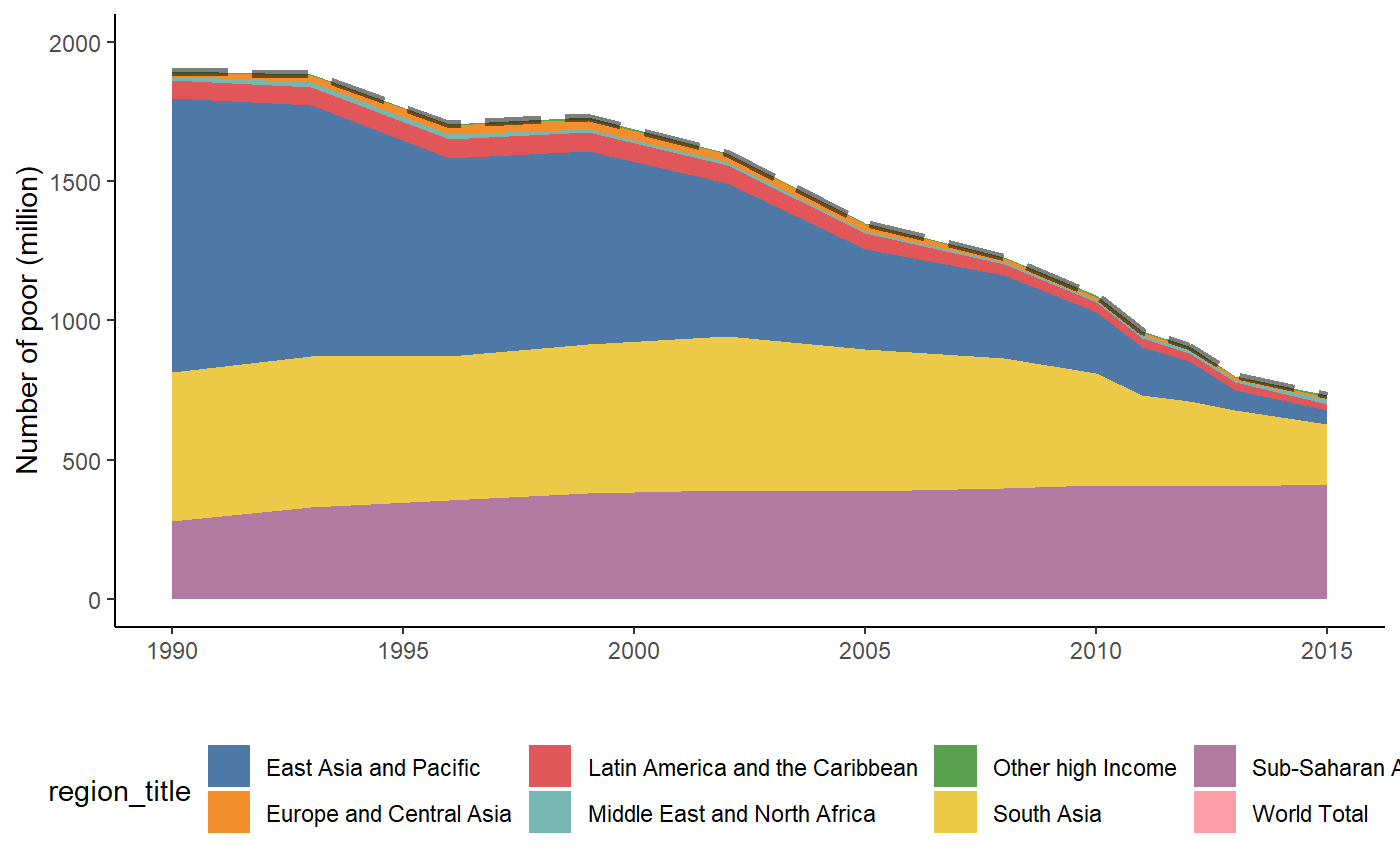 Number of poor (million)
2000
1500
1000
500
0
1990 1995 2000 2005 2010 2015
region_title
East Asia and Pacific Latin America and the Caribbean Other high Income Sub-Saharan A
Europe and Central Asia Middle East and North Africa South Asia World Total